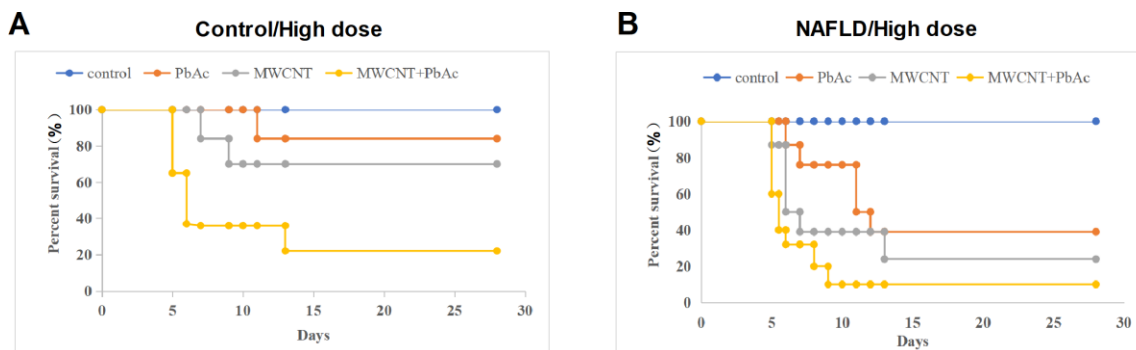 A
Control/High dose
control PbAc MWCNT MWCNT+PbAc
Percent survival(%)
100
80
60
40
20
0
0 5 10 15 20 25 30
Days
B
NAFLD/High dose
control PbAc MWCNT MWCNT+PbAc
Percent survival(%)
100
80
60
40
20
0
0 5 10 15 20 25 30
Days